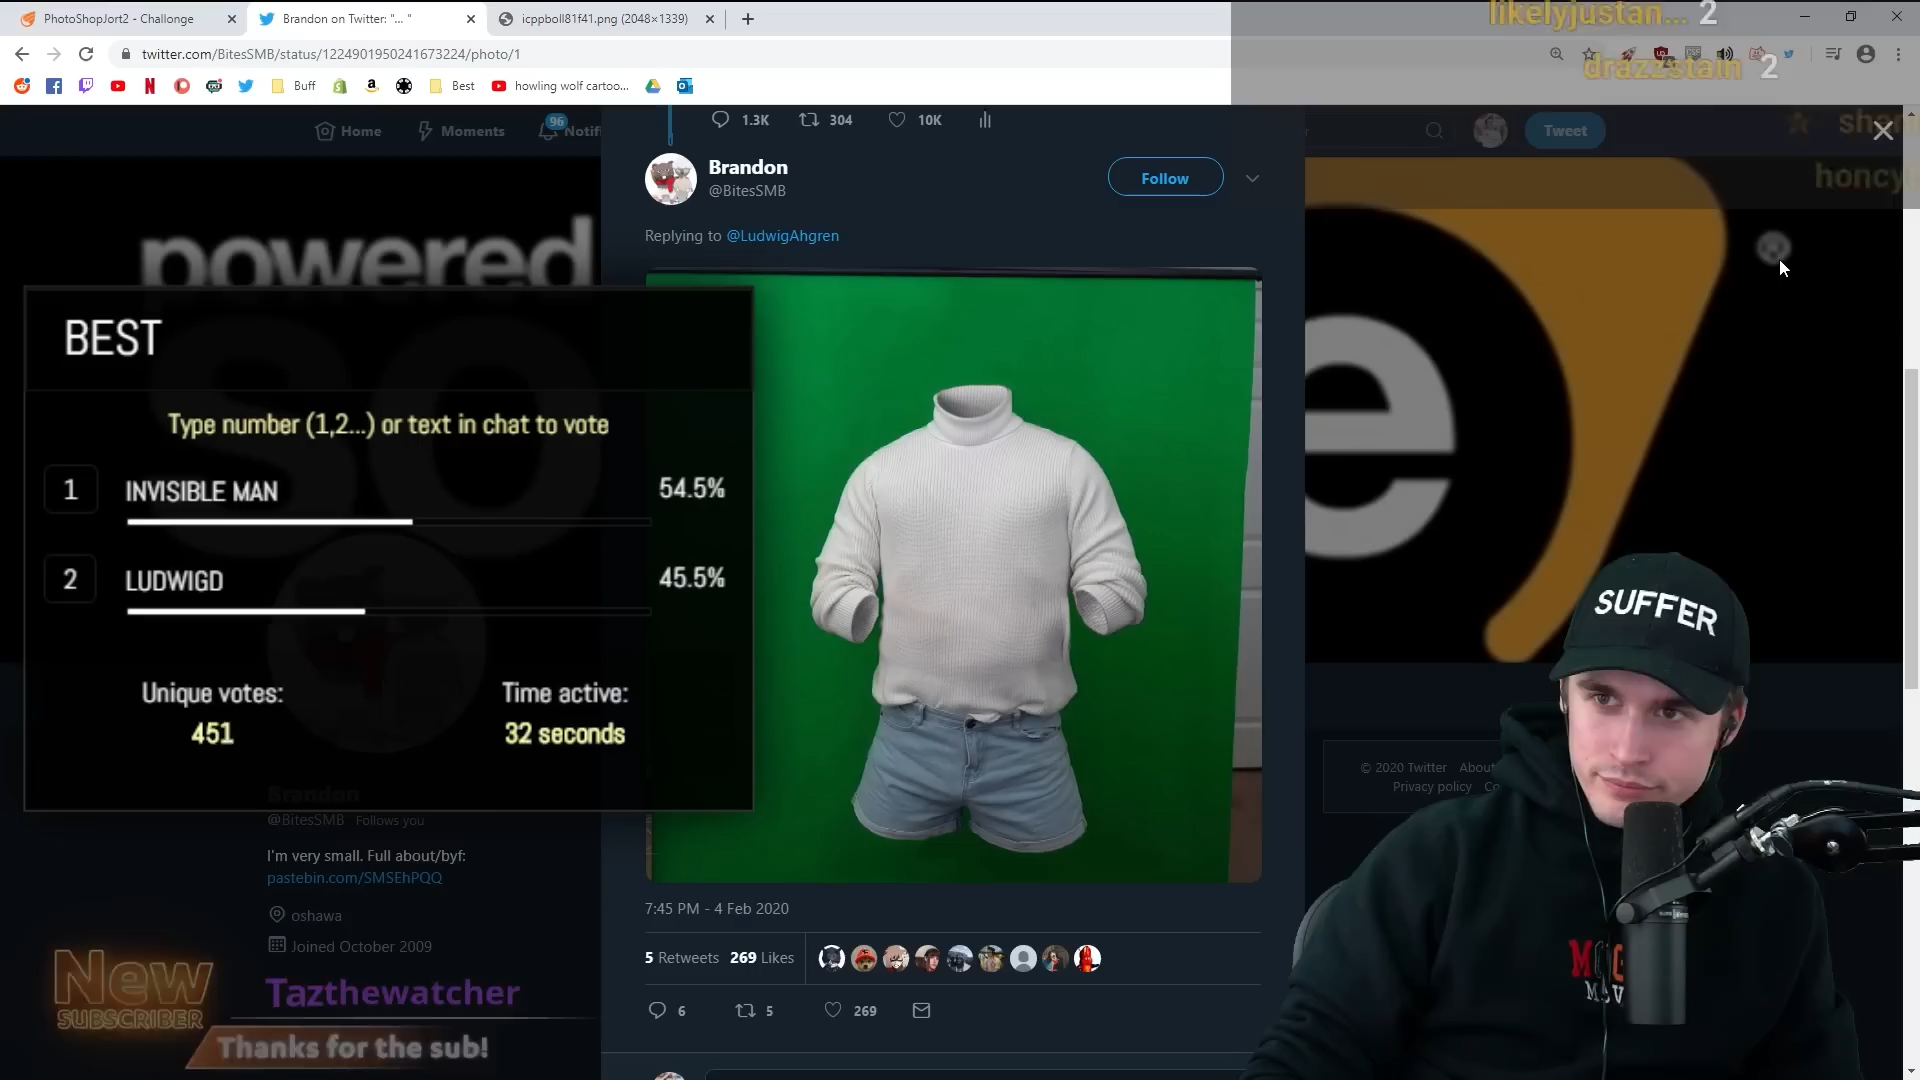 PhotoShopJort2 - Challonge
Brandon on Twitter: "... "
icppboll81f41.png (2048×1339)
likelyjustan... 2
twitter.com/BitesSMB/status/1224901950241673224/photo/1
drazzstain 2
Buff
Best
howling wolf cartoo...
Home
Moments
96
Notifi
1.3K
304
10K
Tweet
Brandon
@BitesSMB
Follow
Replying to @LudwigAhgren
powered
BEST
Type number (1,2...) or text in chat to vote
1
INVISIBLE MAN
54.5%
2
LUDWIGD
45.5%
Unique votes:
451
Time active:
32 seconds
SUFFER
© 2020 Twitter About
Privacy policy
Brandon
@BitesSMB Follows you
I'm very small. Full about/byf:
pastebin.com/SMSEhPQQ
oshawa
Joined October 2009
7:45 PM - 4 Feb 2020
5 Retweets 269 Likes
6
5
269
New
SUBSCRIBER
Tazthewatcher
Thanks for the sub!